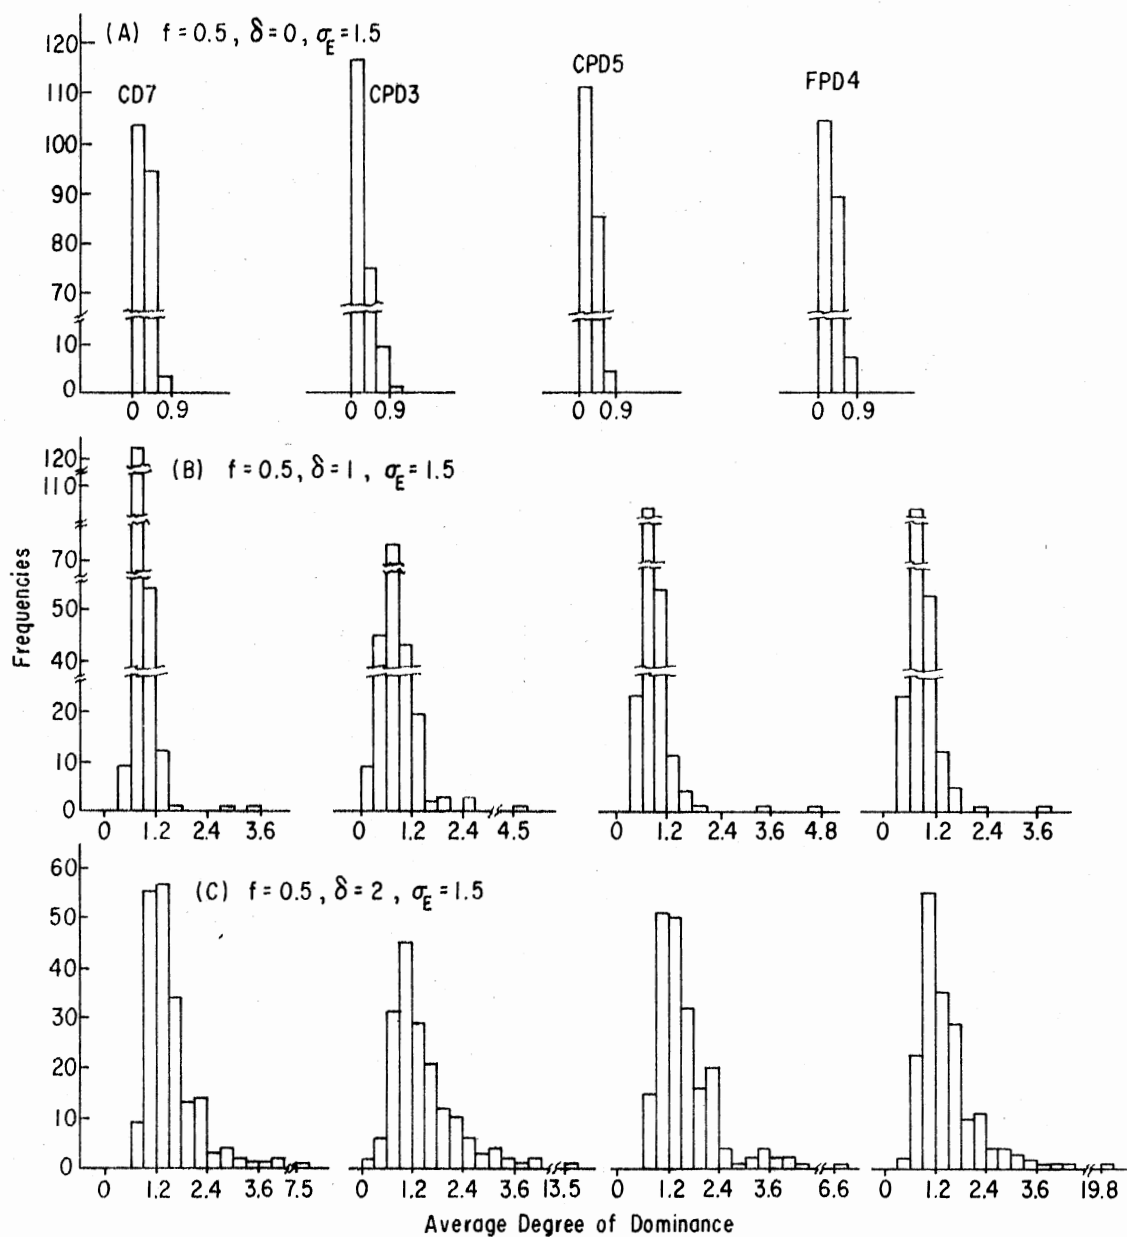 (A) f = 0.5, δ = 0, σE = 1.5
CD7
CPD3
CPD5
FPD4
120
110
100
90
80
70
10
0
0 0.9
0 0.9
0 0.9
0 0.9
(B) f = 0.5, δ = 1, σE = 1.5
120
110
70
50
40
20
10
0
0 1.2 2.4 3.6
0 1.2 2.4 4.5
0 1.2 2.4 3.6 4.8
0 1.2 2.4 3.6
Frequencies
(C) f = 0.5, δ = 2, σE = 1.5
60
50
40
30
20
10
0
0 1.2 2.4 3.6 7.5
0 1.2 2.4 3.6 13.5
0 1.2 2.4 3.6 6.6
0 1.2 2.4 3.6 19.8
Average Degree of Dominance